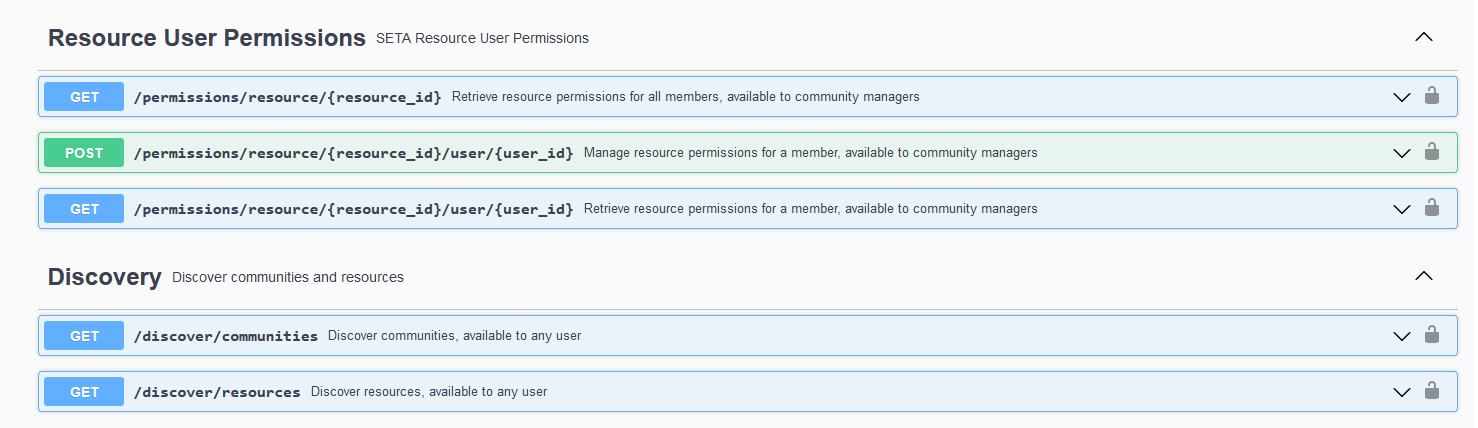 Resource User Permissions SETA Resource User Permissions
GET /permissions/resource/{resource_id} Retrieve resource permissions for all members, available to community managers
POST /permissions/resource/{resource_id}/user/{user_id} Manage resource permissions for a member, available to community managers
GET /permissions/resource/{resource_id}/user/{user_id} Retrieve resource permissions for a member, available to community managers
Discovery Discover communities and resources
GET /discover/communities Discover communities, available to any user
GET /discover/resources Discover resources, available to any user